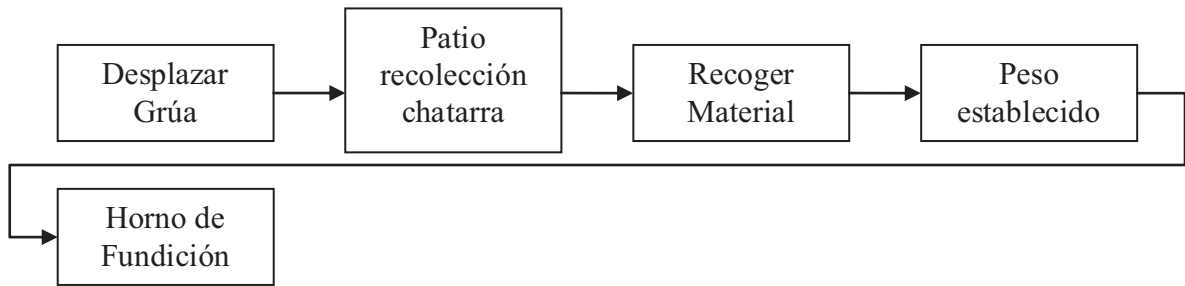 Desplazar
Grúa
Patio
recolección
chatarra
Recoger
Material
Peso
establecido
Horno de
Fundición